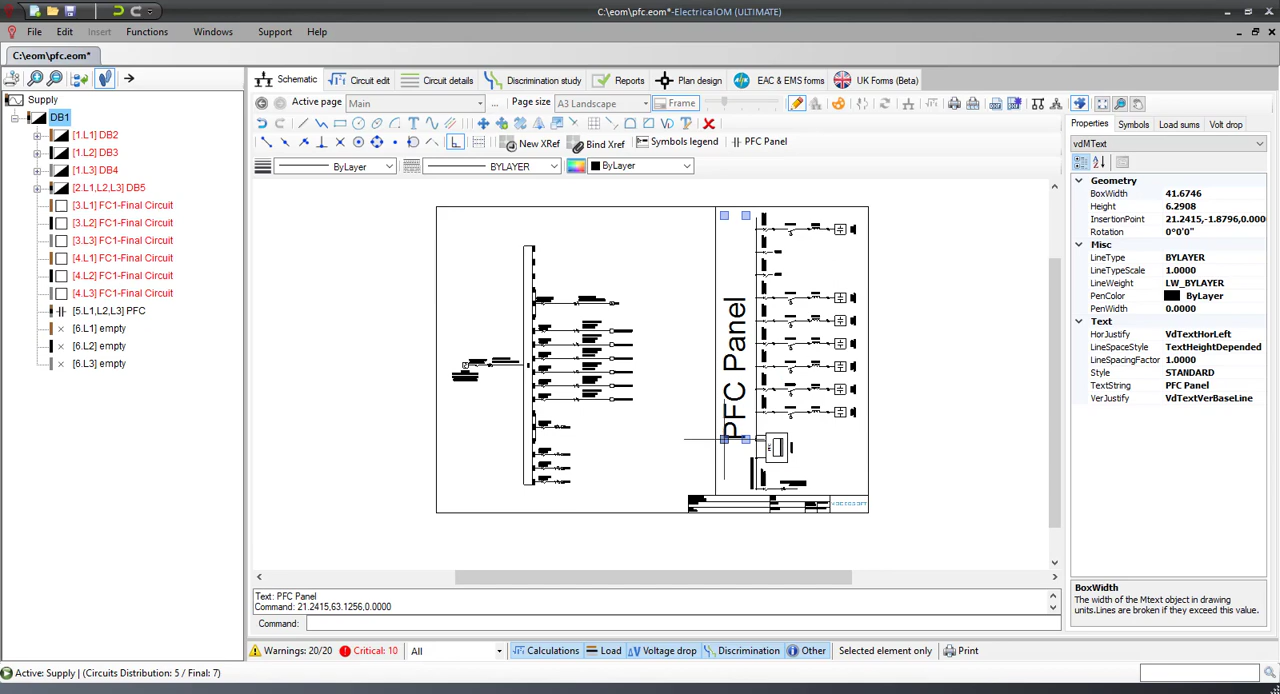 C:\eom\pfc.eom*-ElectricalOM (ULTIMATE)
File Edit Insert Functions Windows Support Help
C:\eom\pfc.eom*
Schematic Circuit edit Circuit details Discrimination study Reports Plan design EAC & EMS forms UK Forms (Beta)
Active page Main ... Page size A3 Landscape Frame
New XRef Bind Xref Symbols legend PFC Panel
ByLayer BYLAYER ByLayer
Supply
DB1
[1.L1] DB2
[1.L2] DB3
[1.L3] DB4
[2.L1,L2,L3] DB5
[3.L1] FC1-Final Circuit
[3.L2] FC1-Final Circuit
[3.L3] FC1-Final Circuit
[4.L1] FC1-Final Circuit
[4.L2] FC1-Final Circuit
[4.L3] FC1-Final Circuit
[5.L1,L2,L3] PFC
[6.L1] empty
[6.L2] empty
[6.L3] empty
PFC Panel
Properties Symbols Load sums Volt drop
vdMText
Geometry
BoxWidth 41.6746
Height 6.2908
InsertionPoint 21.2415,-1.8796,0.000
Rotation 0°0'0"
Misc
LineType BYLAYER
LineTypeScale 1.0000
LineWeight LW_BYLAYER
PenColor ByLayer
PenWidth 0.0000
Text
HorJustify VdTextHorLeft
LineSpaceStyle TextHeightDepended
LineSpacingFactor 1.0000
Style STANDARD
TextString PFC Panel
VerJustify VdTextVerBaseLine
BoxWidth
The width of the Mtext object in drawing
units.Lines are broken if they exceed this value.
Text: PFC Panel
Command: 21.2415,63.1256,0.0000
Command:
Warnings: 20/20 Critical: 10 All Calculations Load Voltage drop Discrimination Other Selected element only Print
Active: Supply | (Circuits Distribution: 5 / Final: 7)